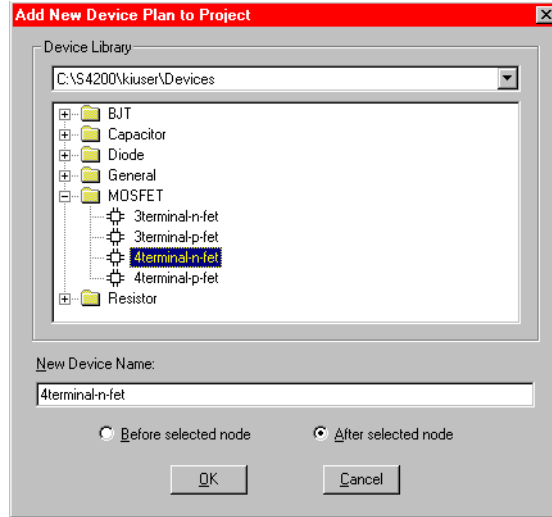 Add New Device Plan to Project
Device Library
C:\S4200\kiuser\Devices
BJT
Capacitor
Diode
General
MOSFET
3terminal-n-fet
3terminal-p-fet
4terminal-n-fet
4terminal-p-fet
Resistor
New Device Name:
4terminal-n-fet
Before selected node After selected node
OK Cancel